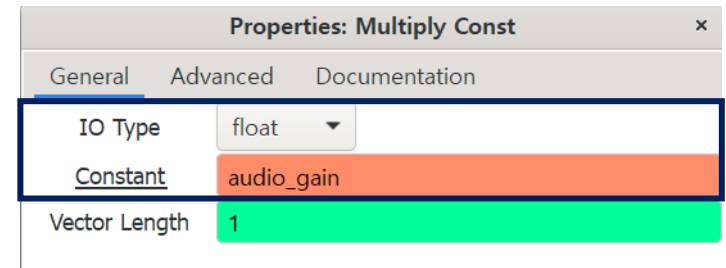 Properties: Multiply Const ×
General Advanced Documentation
IO Type float
Constant audio_gain
Vector Length 1